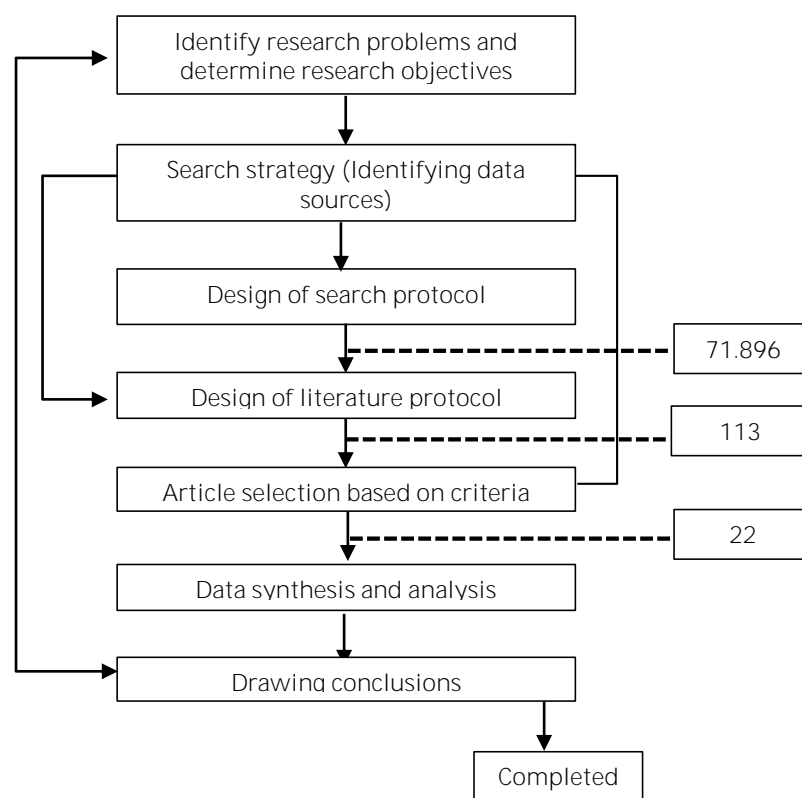 Identify research problems and
determine research objectives
Search strategy (Identifying data
sources)
Design of search protocol
71.896
Design of literature protocol
113
Article selection based on criteria
22
Data synthesis and analysis
Drawing conclusions
Completed